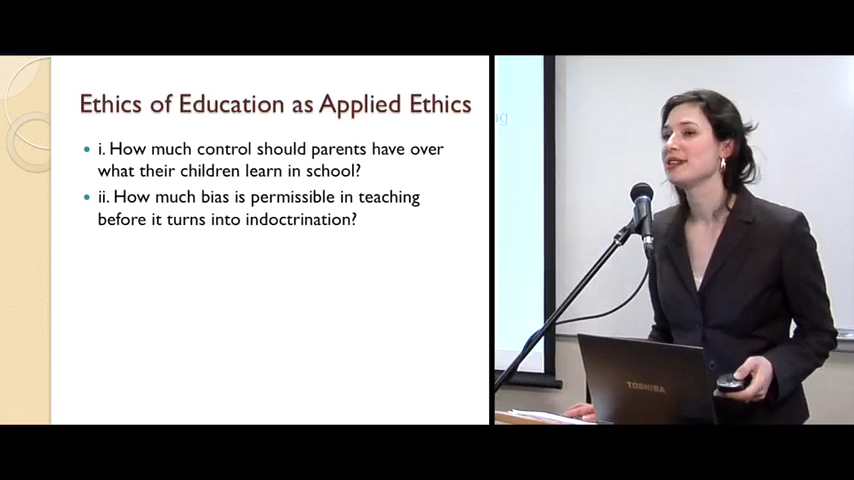 Ethics of Education as Applied Ethics
i. How much control should parents have over
what their children learn in school?
ii. How much bias is permissible in teaching
before it turns into indoctrination?
TOSHIBA